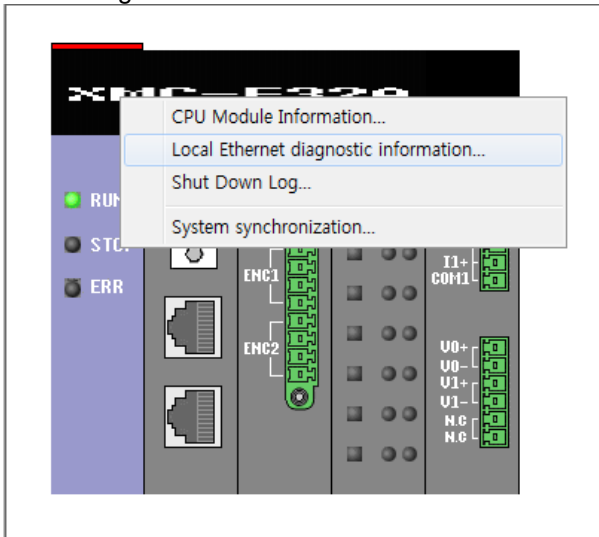 CPU Module Information...
Local Ethernet diagnostic information...
Shut Down Log...
System synchronization...
ERR
ENC1
ENC2
I1+
COM1
V0+
V0-
V1+
V1-
N.C
N.C